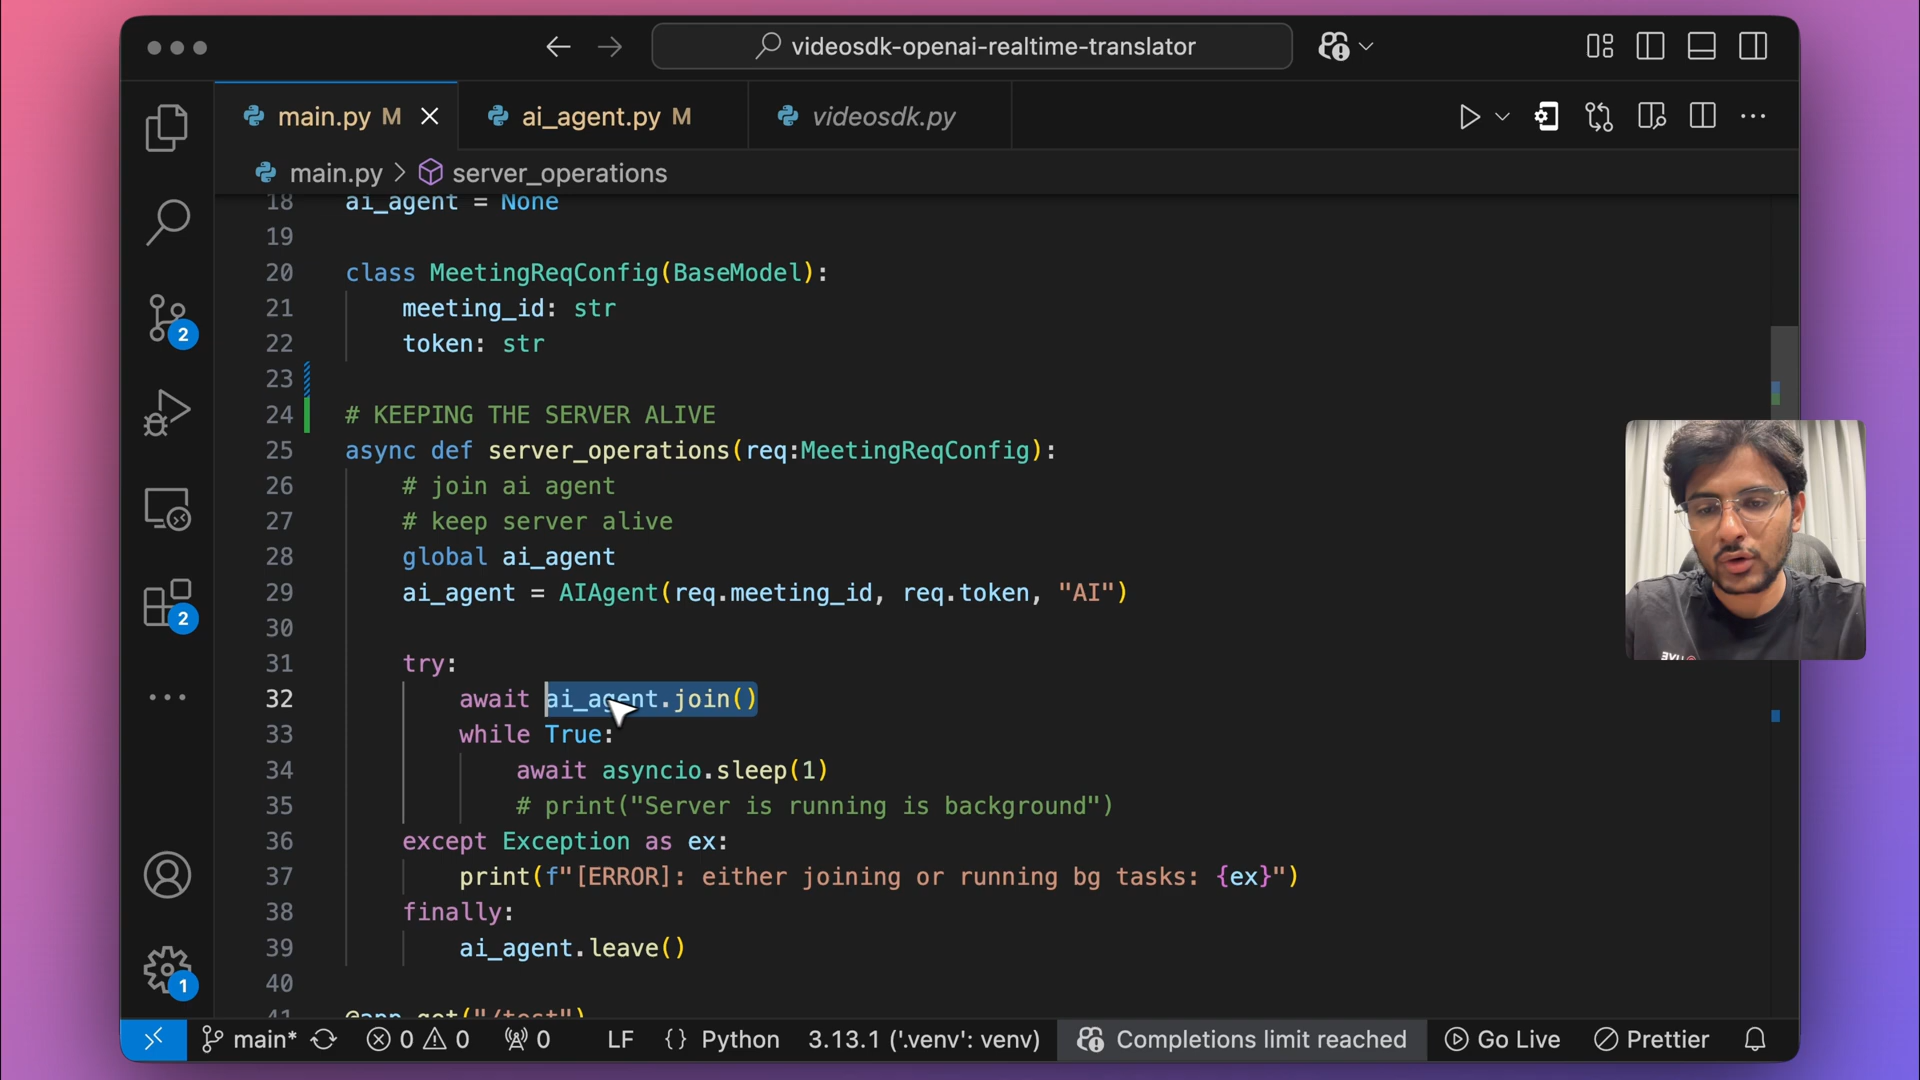 videosdk-openai-realtime-translator
main.py M
ai_agent.py M
videosdk.py
main.py > server_operations
18 ai_agent = None
19
20 class MeetingReqConfig(BaseModel):
21 meeting_id: str
22 token: str
23
24 # KEEPING THE SERVER ALIVE
25 async def server_operations(req:MeetingReqConfig):
26 # join ai agent
27 # keep server alive
28 global ai_agent
29 ai_agent = AIAgent(req.meeting_id, req.token, "AI")
30
31 try:
32 await ai_agent.join()
33 while True:
34 await asyncio.sleep(1)
35 # print("Server is running is background")
36 except Exception as ex:
37 print(f"[ERROR]: either joining or running bg tasks: {ex}")
38 finally:
39 ai_agent.leave()
40
41 @app.get("/test")
2
2
1
main* 0 0 0 LF {} Python 3.13.1 ('.venv': venv) Completions limit reached Go Live Prettier